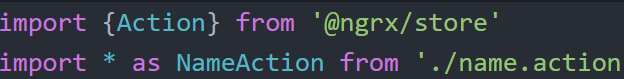 import {Action} from '@ngrx/store'
import * as NameAction from './name.action